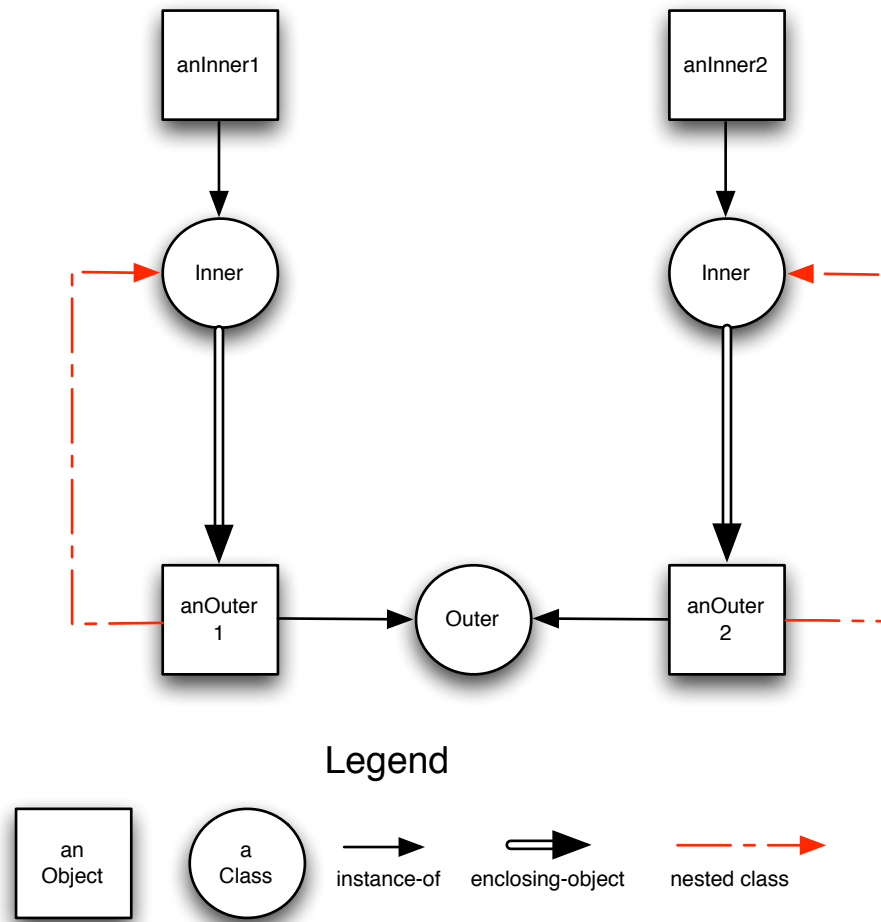 anInner1
anInner2
Inner
Inner
anOuter
1
Outer
anOuter
2
Legend
an
Object
a
Class
instance-of
enclosing-object
nested class